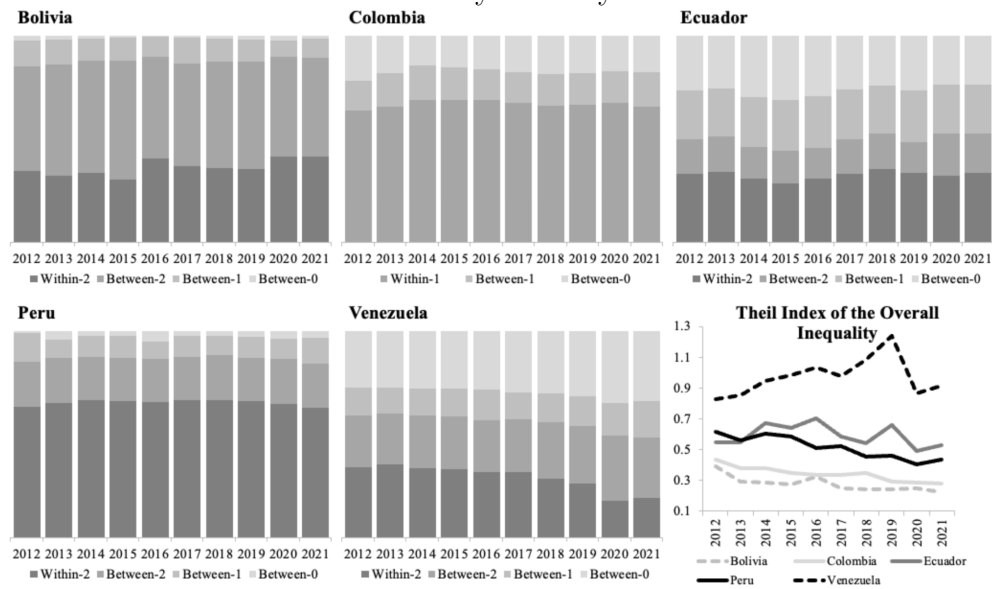 Bolivia
Colombia
Ecuador
2012 2013 2014 2015 2016 2017 2018 2019 2020 2021
2012 2013 2014 2015 2016 2017 2018 2019 2020 2021
2012 2013 2014 2015 2016 2017 2018 2019 2020 2021
Within-2 Between-2 Between-1 Between-0
Within-1 Between-1 Between-0
Within-2 Between-2 Between-1 Between-0
Peru
Venezuela
Theil Index of the Overall
Inequality
1.3
1.1
0.9
0.7
0.5
0.3
0.1
2012 2013 2014 2015 2016 2017 2018 2019 2020 2021
2012 2013 2014 2015 2016 2017 2018 2019 2020 2021
2012 2013 2014 2015 2016 2017 2018 2019 2020 2021
Within-2 Between-2 Between-1 Between-0
Within-2 Between-2 Between-1 Between-0
Bolivia Colombia Ecuador
Peru Venezuela